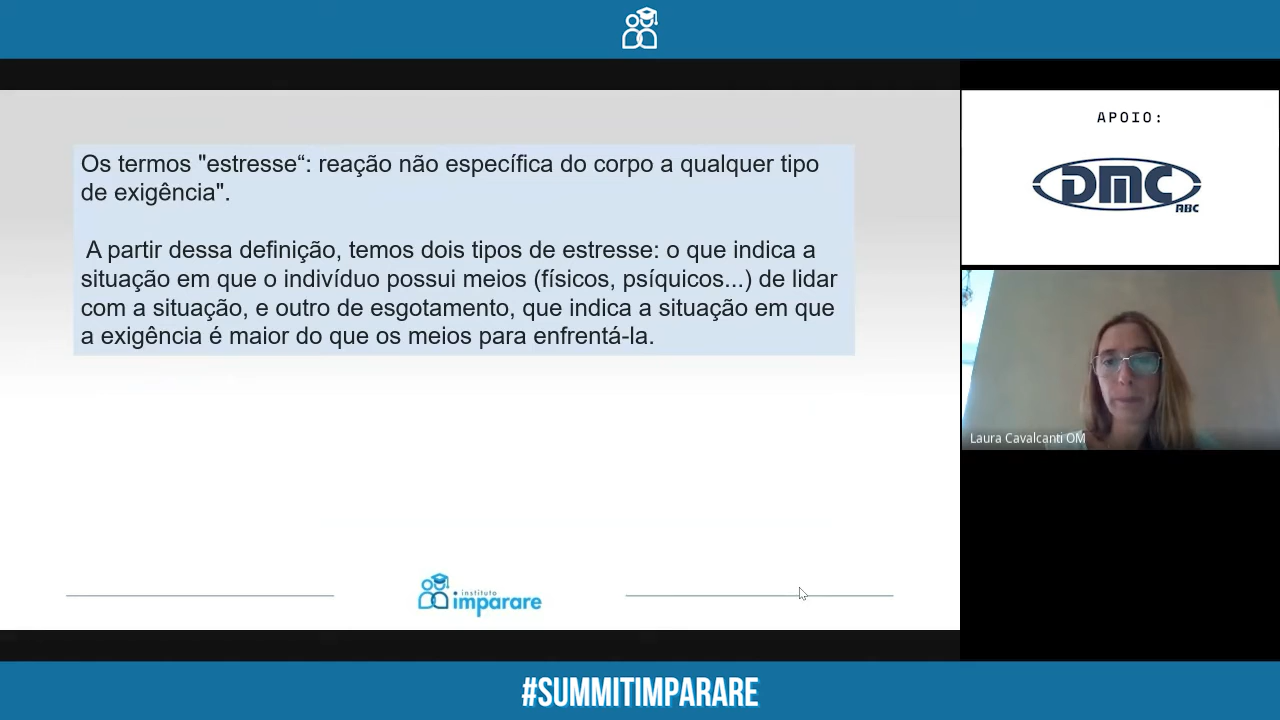 Os termos "estresse“: reação não específica do corpo a qualquer tipo
de exigência".
A partir dessa definição, temos dois tipos de estresse: o que indica a
situação em que o indivíduo possui meios (físicos, psíquicos...) de lidar
com a situação, e outro de esgotamento, que indica a situação em que
a exigência é maior do que os meios para enfrentá-la.
instituto
imparare
APOIO:
DMC
ABC
Laura Cavalcanti OM
#SUMMITIMPARARE